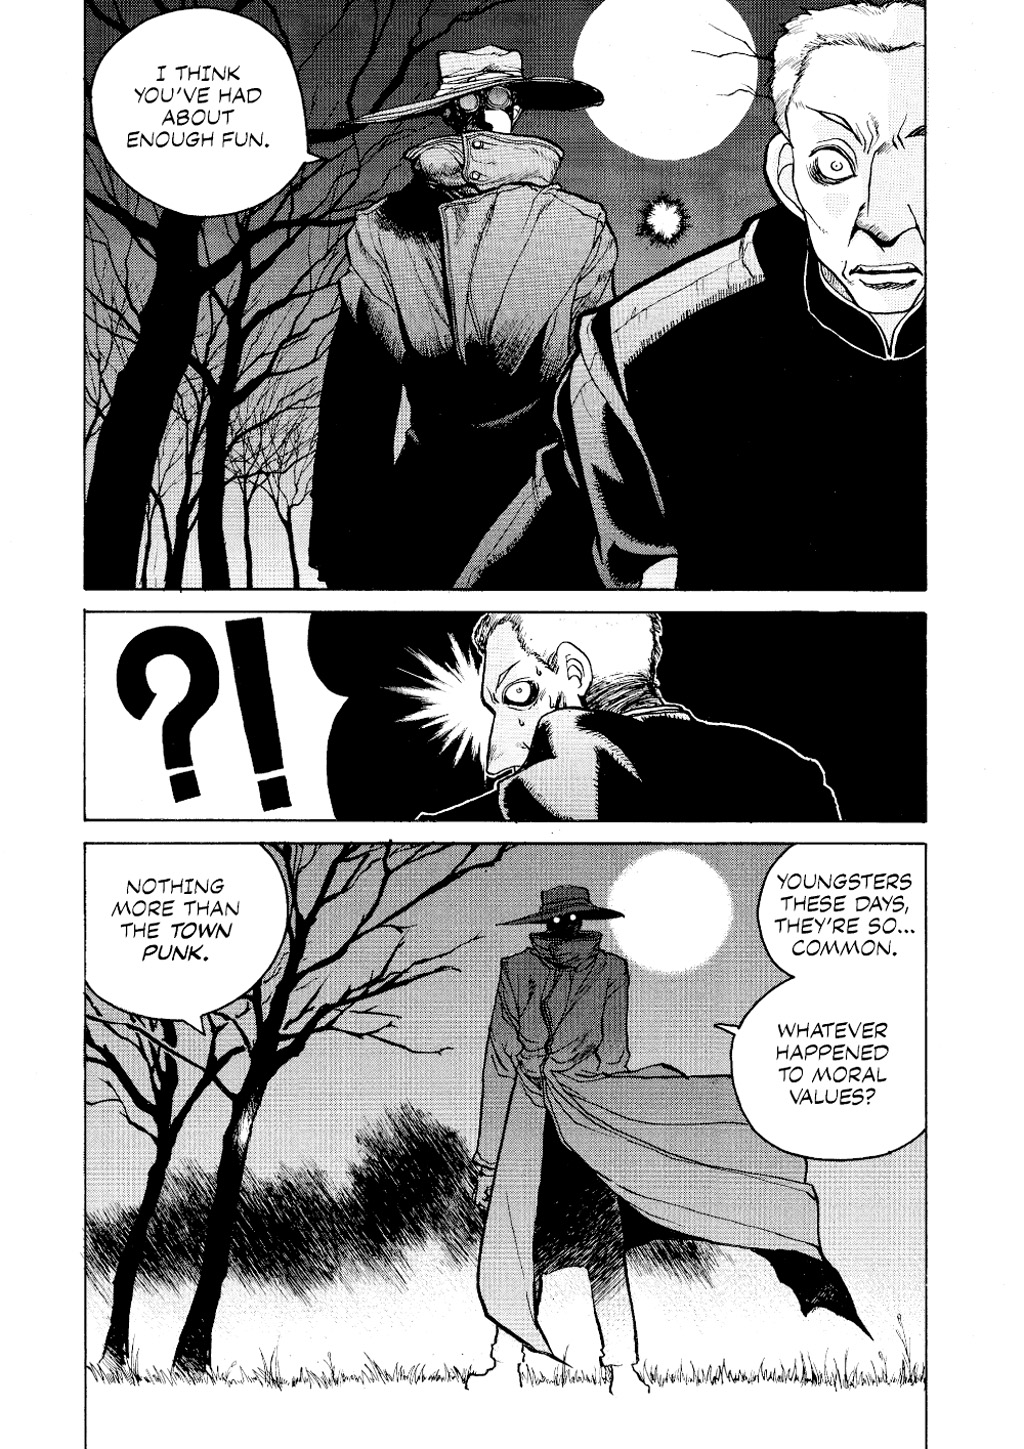 I THINK
YOU'VE HAD
ABOUT
ENOUGH FUN.
?!
NOTHING
MORE THAN
THE TOWN
PUNK.
YOUNGSTERS
THESE DAYS,
THEY'RE SO...
COMMON.
WHATEVER
HAPPENED
TO MORAL
VALUES?